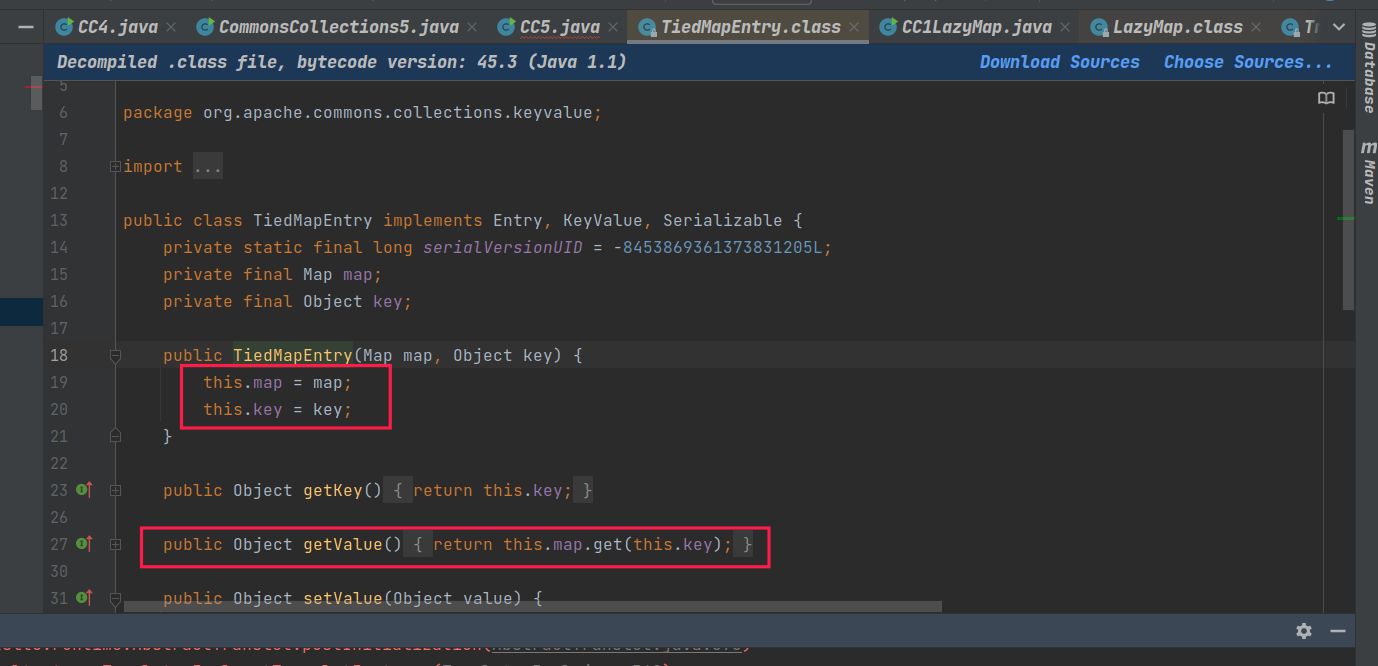 CC4.java CommonsCollections5.java CC5.java TiedMapEntry.class CC1LazyMap.java LazyMap.class
Decompiled .class file, bytecode version: 45.3 (Java 1.1) Download Sources Choose Sources...
Database
Maven
5
6 package org.apache.commons.collections.keyvalue;
7
8 import ...
12
13 public class TiedMapEntry implements Entry, KeyValue, Serializable {
14 private static final long serialVersionUID = -8453869361373831205L;
15 private final Map map;
16 private final Object key;
17
18 public TiedMapEntry(Map map, Object key) {
19 this.map = map;
20 this.key = key;
21 }
22
23 public Object getKey() { return this.key; }
26
27 public Object getValue() { return this.map.get(this.key); }
30
31 public Object setValue(Object value) {